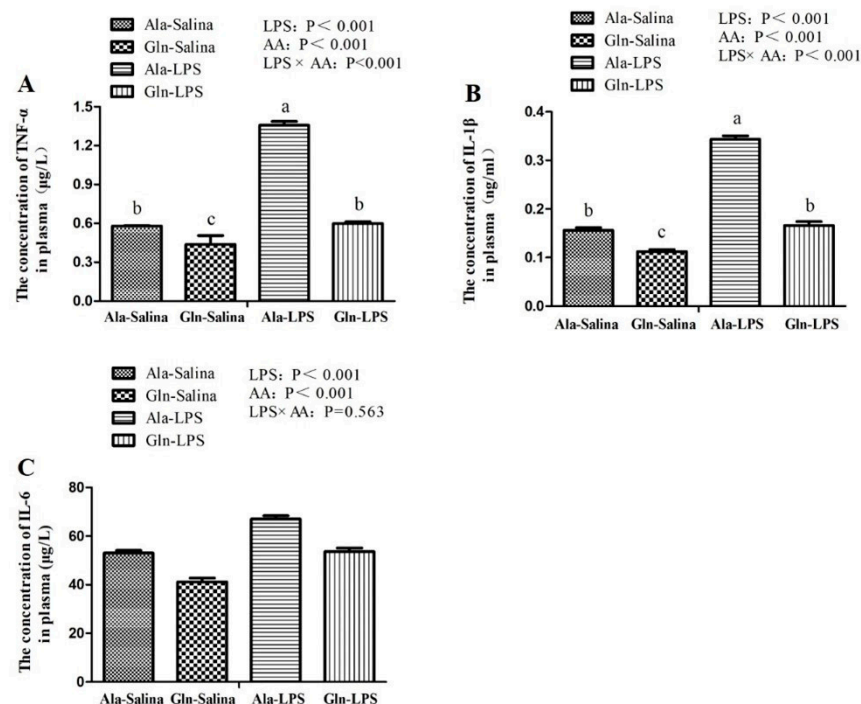 Ala-Salina
Gln-Salina
Ala-LPS
Gln-LPS
LPS: P< 0.001
AA: P< 0.001
LPS × AA: P<0.001
A
The concentration of TNF-α
in plasma (μg/L)
1.5
1.2
0.9
0.6
0.3
0.0
b
c
a
b
Ala-Salina Gln-Salina Ala-LPS Gln-LPS
Ala-Salina
Gln-Salina
Ala-LPS
Gln-LPS
LPS: P< 0.001
AA: P< 0.001
LPS× AA: P< 0.001
B
The concentration of IL-1β
in plasma (ng/ml)
0.4
0.3
0.2
0.1
0.0
b
c
a
b
Ala-Salina Gln-Salina Ala-LPS Gln-LPS
Ala-Salina
Gln-Salina
Ala-LPS
Gln-LPS
LPS: P< 0.001
AA: P< 0.001
LPS× AA: P=0.563
C
The concentration of IL-6
in plasma (μg/L)
80
60
40
20
0
Ala-Salina Gln-Salina Ala-LPS Gln-LPS